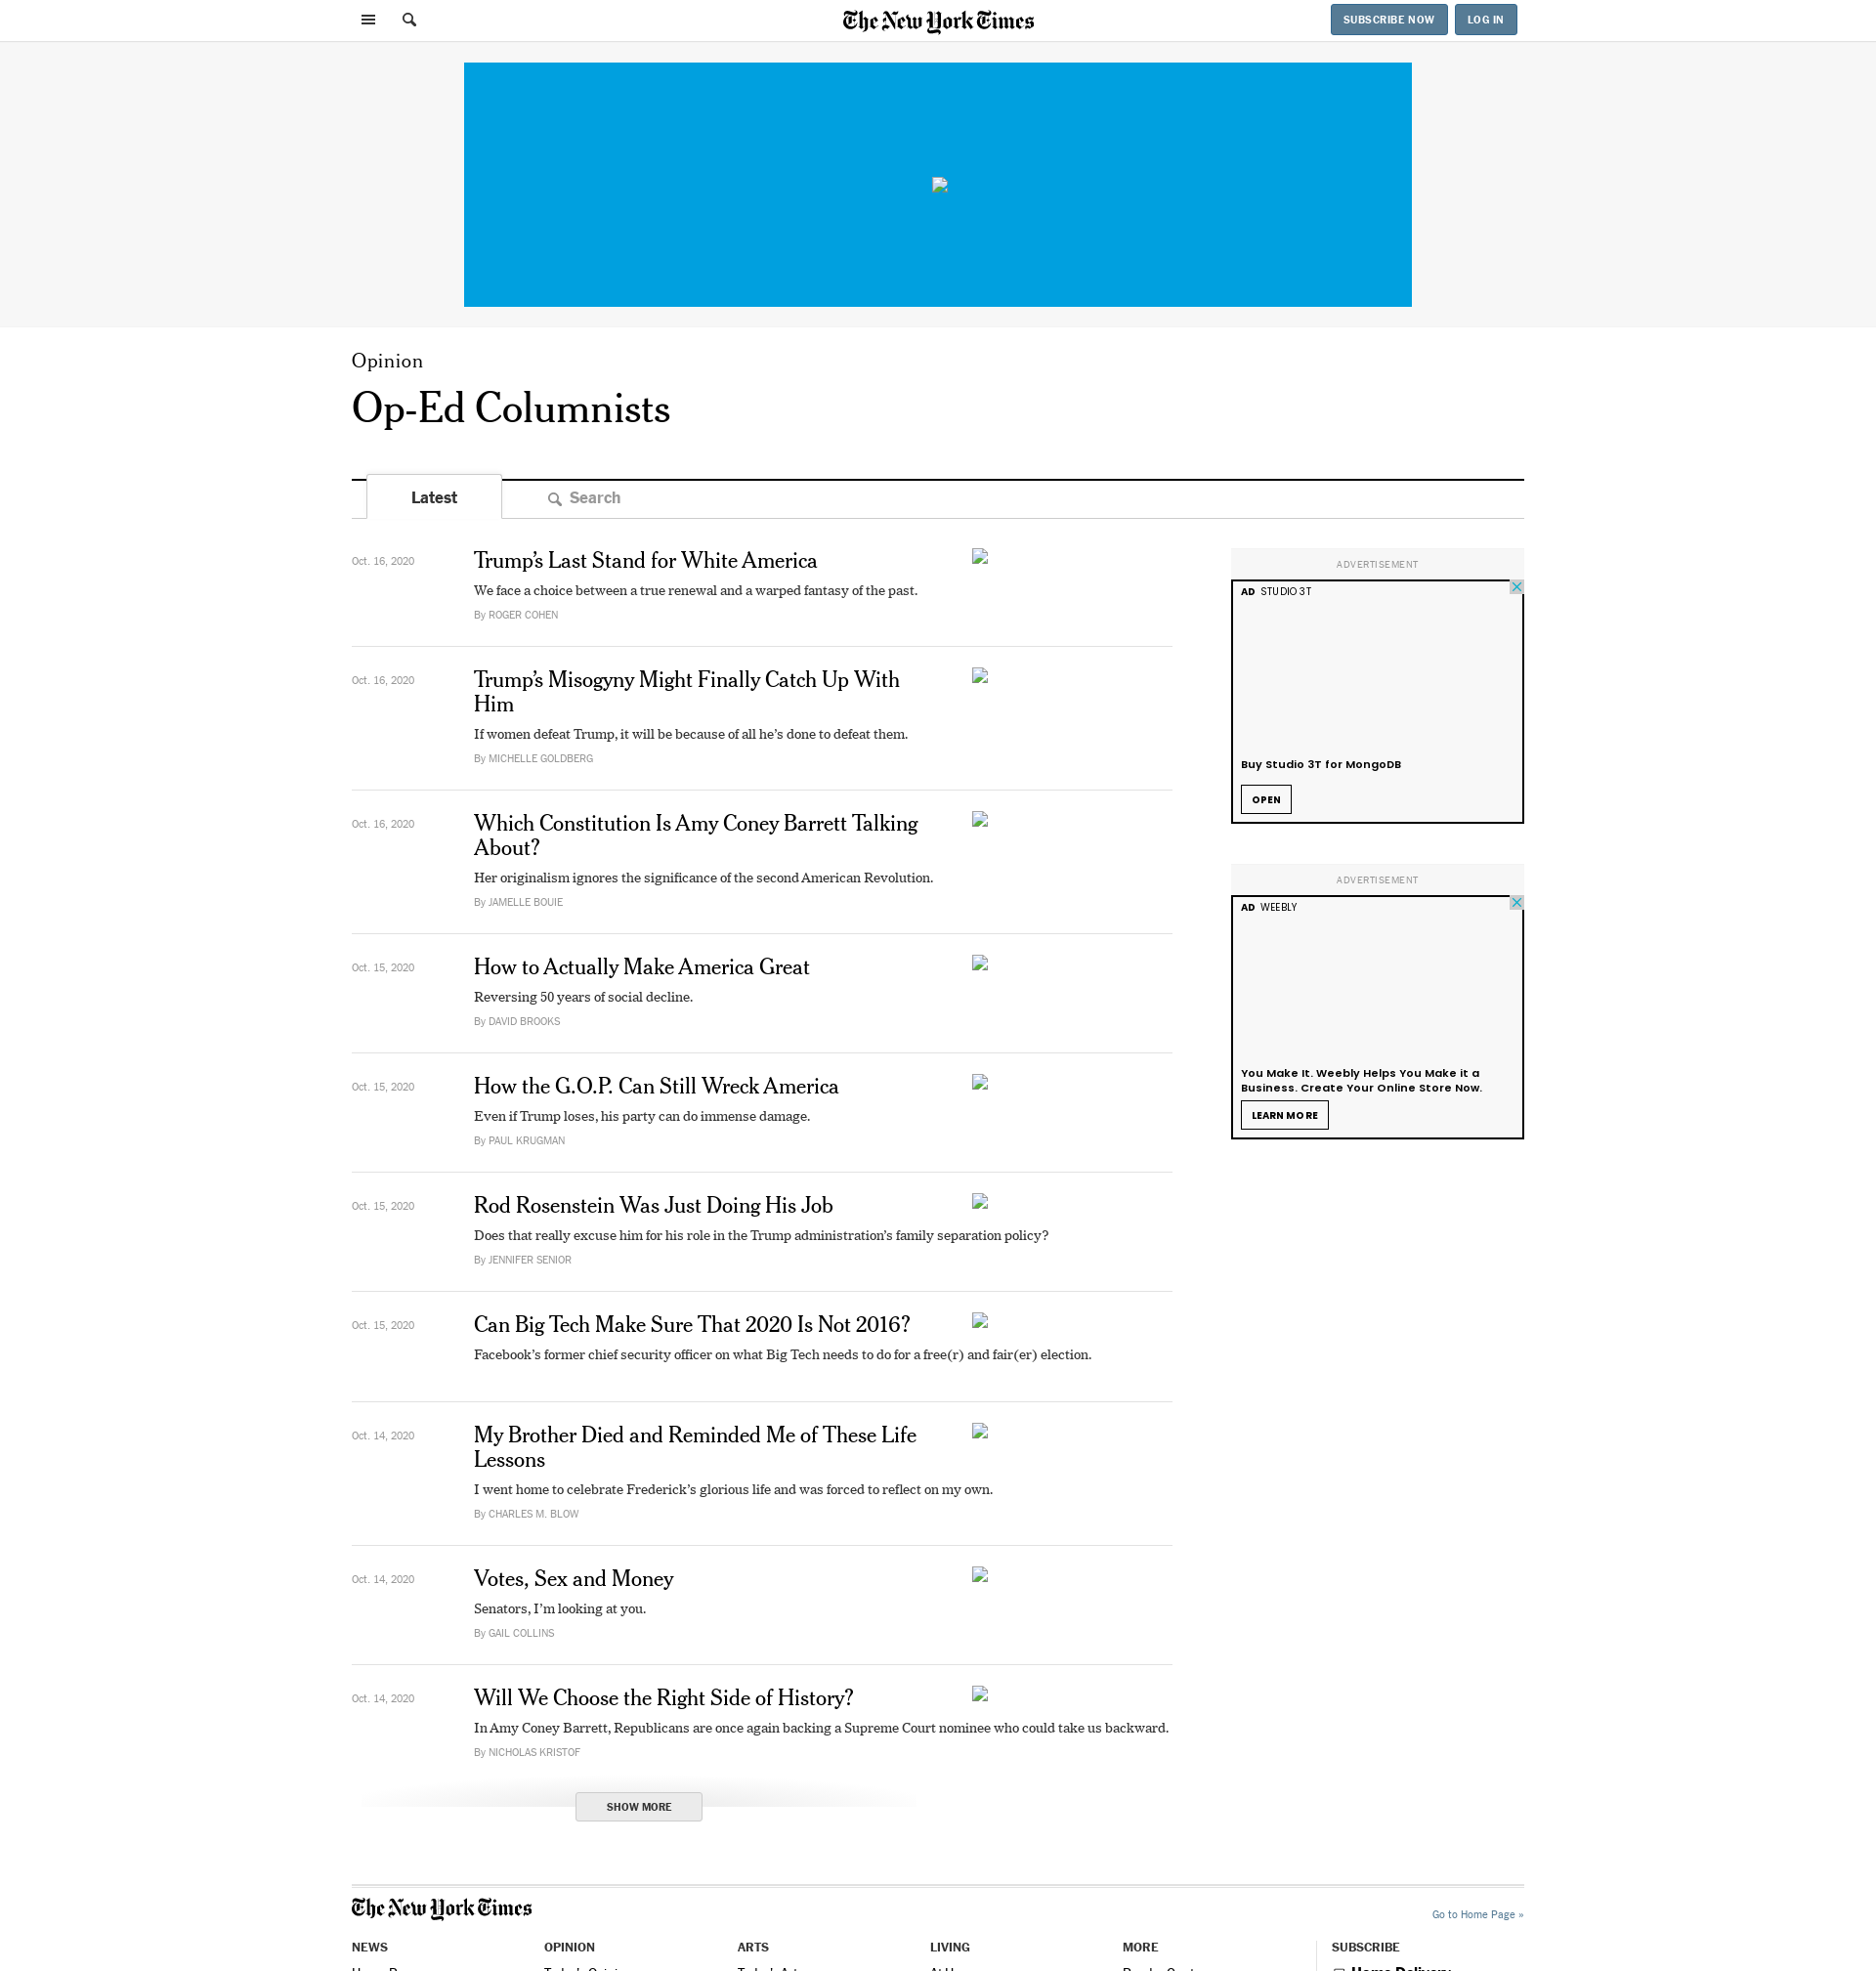 The New York Times
SUBSCRIBE NOW
LOG IN
Opinion
Op-Ed Columnists
Latest
Search
Oct. 16, 2020
Trump’s Last Stand for White America
We face a choice between a true renewal and a warped fantasy of the past.
By ROGER COHEN
Oct. 16, 2020
Trump’s Misogyny Might Finally Catch Up With
Him
If women defeat Trump, it will be because of all he’s done to defeat them.
By MICHELLE GOLDBERG
Oct. 16, 2020
Which Constitution Is Amy Coney Barrett Talking
About?
Her originalism ignores the significance of the second American Revolution.
By JAMELLE BOUIE
Oct. 15, 2020
How to Actually Make America Great
Reversing 50 years of social decline.
By DAVID BROOKS
Oct. 15, 2020
How the G.O.P. Can Still Wreck America
Even if Trump loses, his party can do immense damage.
By PAUL KRUGMAN
Oct. 15, 2020
Rod Rosenstein Was Just Doing His Job
Does that really excuse him for his role in the Trump administration’s family separation policy?
By JENNIFER SENIOR
Oct. 15, 2020
Can Big Tech Make Sure That 2020 Is Not 2016?
Facebook’s former chief security officer on what Big Tech needs to do for a free(r) and fair(er) election.
Oct. 14, 2020
My Brother Died and Reminded Me of These Life
Lessons
I went home to celebrate Frederick’s glorious life and was forced to reflect on my own.
By CHARLES M. BLOW
Oct. 14, 2020
Votes, Sex and Money
Senators, I’m looking at you.
By GAIL COLLINS
Oct. 14, 2020
Will We Choose the Right Side of History?
In Amy Coney Barrett, Republicans are once again backing a Supreme Court nominee who could take us backward.
By NICHOLAS KRISTOF
SHOW MORE
ADVERTISEMENT
AD STUDIO 3T
Buy Studio 3T for MongoDB
OPEN
ADVERTISEMENT
AD WEEBLY
You Make It. Weebly Helps You Make it a
Business. Create Your Online Store Now.
LEARN MORE
The New York Times
Go to Home Page »
NEWS
OPINION
ARTS
LIVING
MORE
SUBSCRIBE